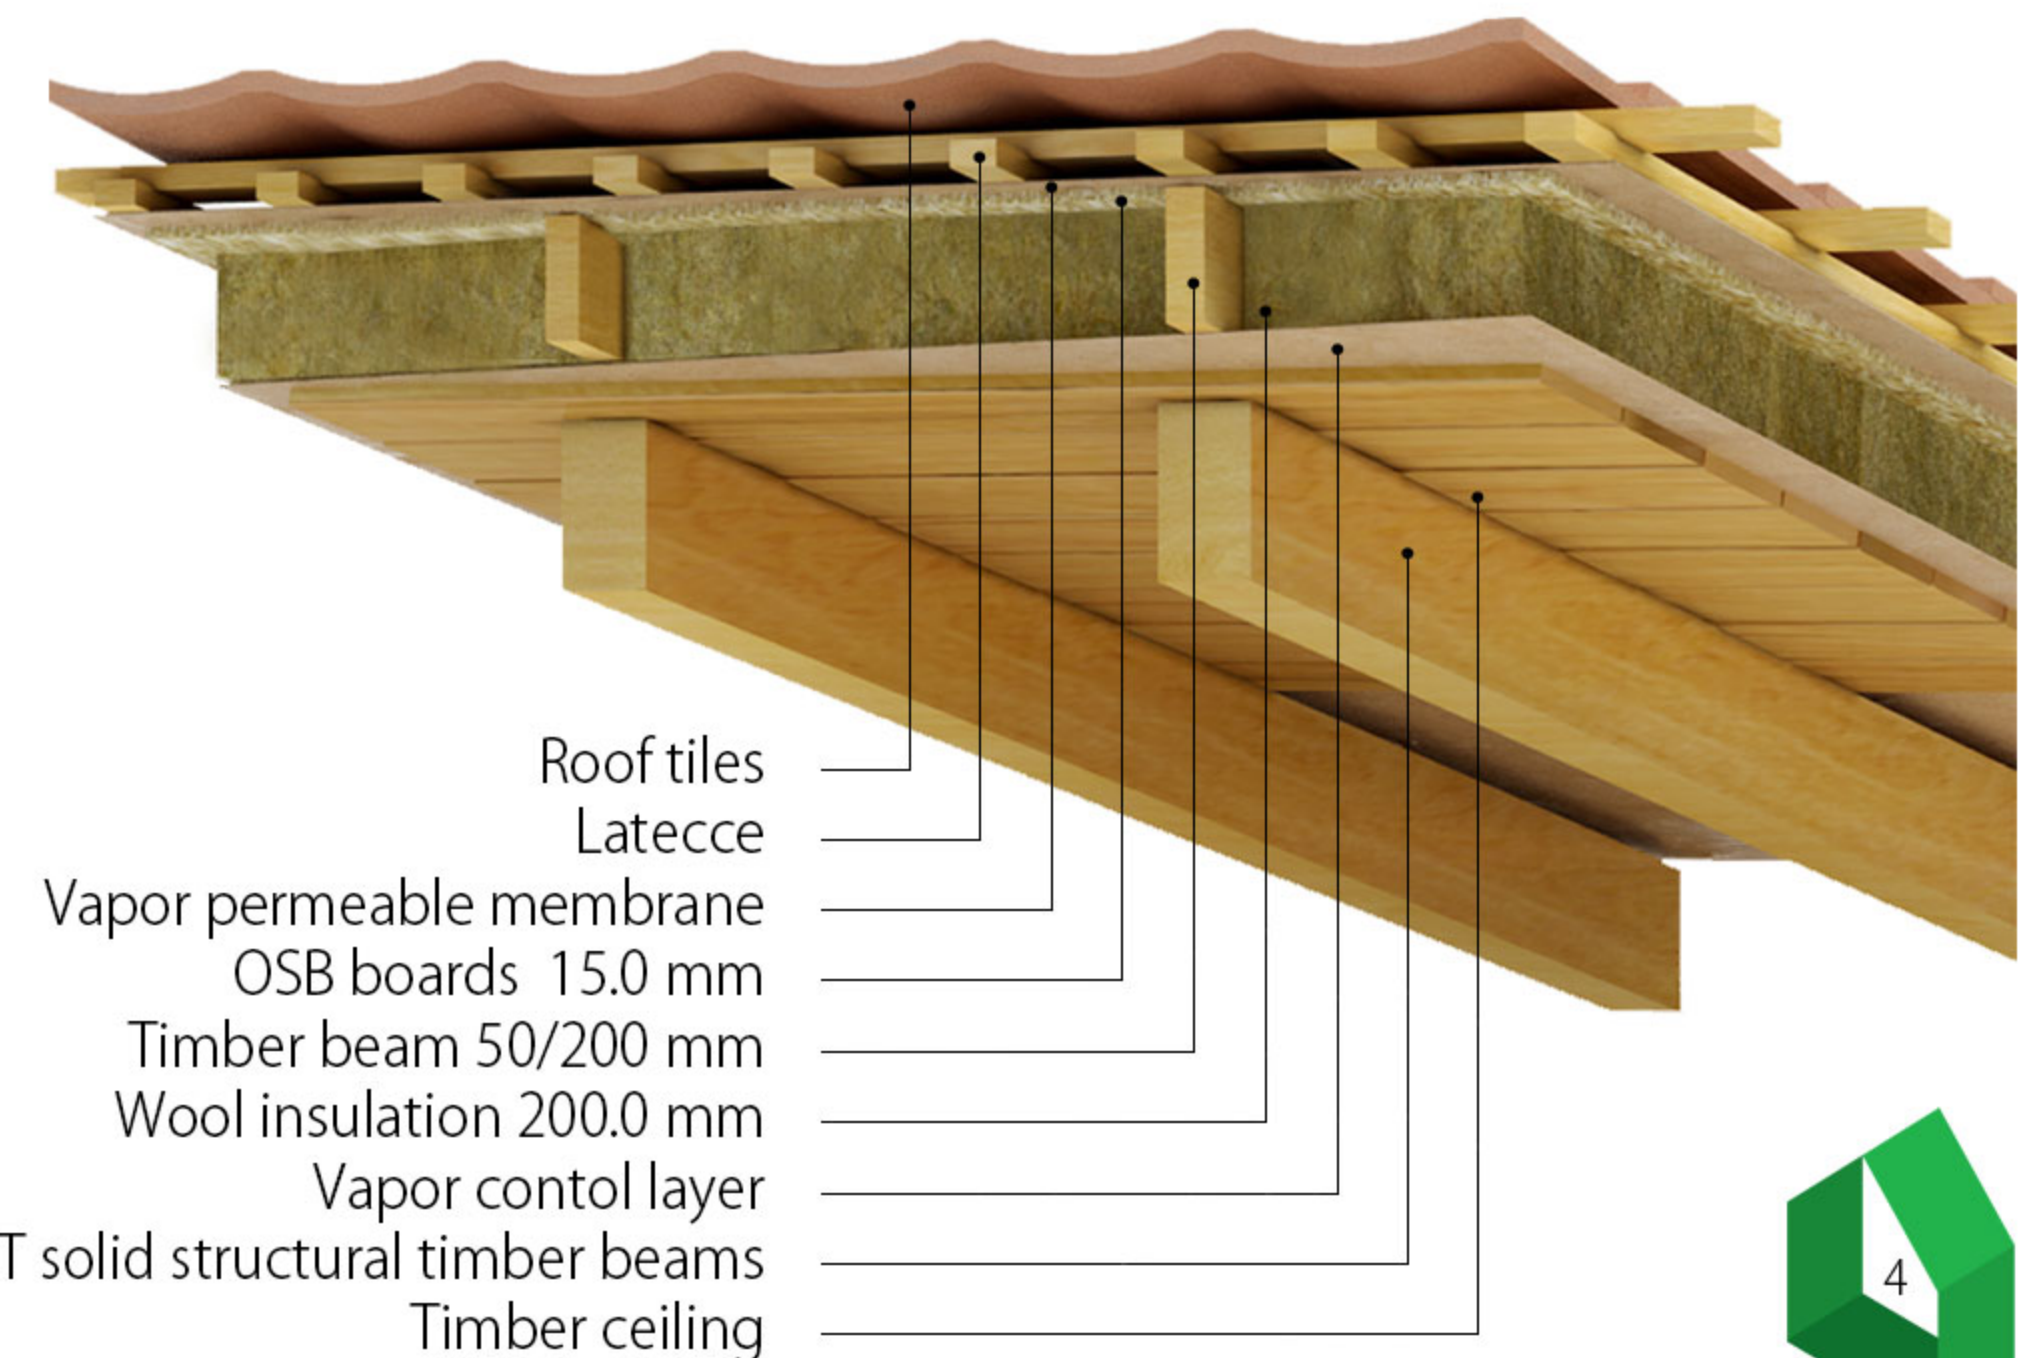 Roof tiles
Latecce
Vapor permeable membrane
OSB boards 15.0 mm
Timber beam 50/200 mm
Wool insulation 200.0 mm
Vapor contol layer
T solid structural timber beams
Timber ceiling
4